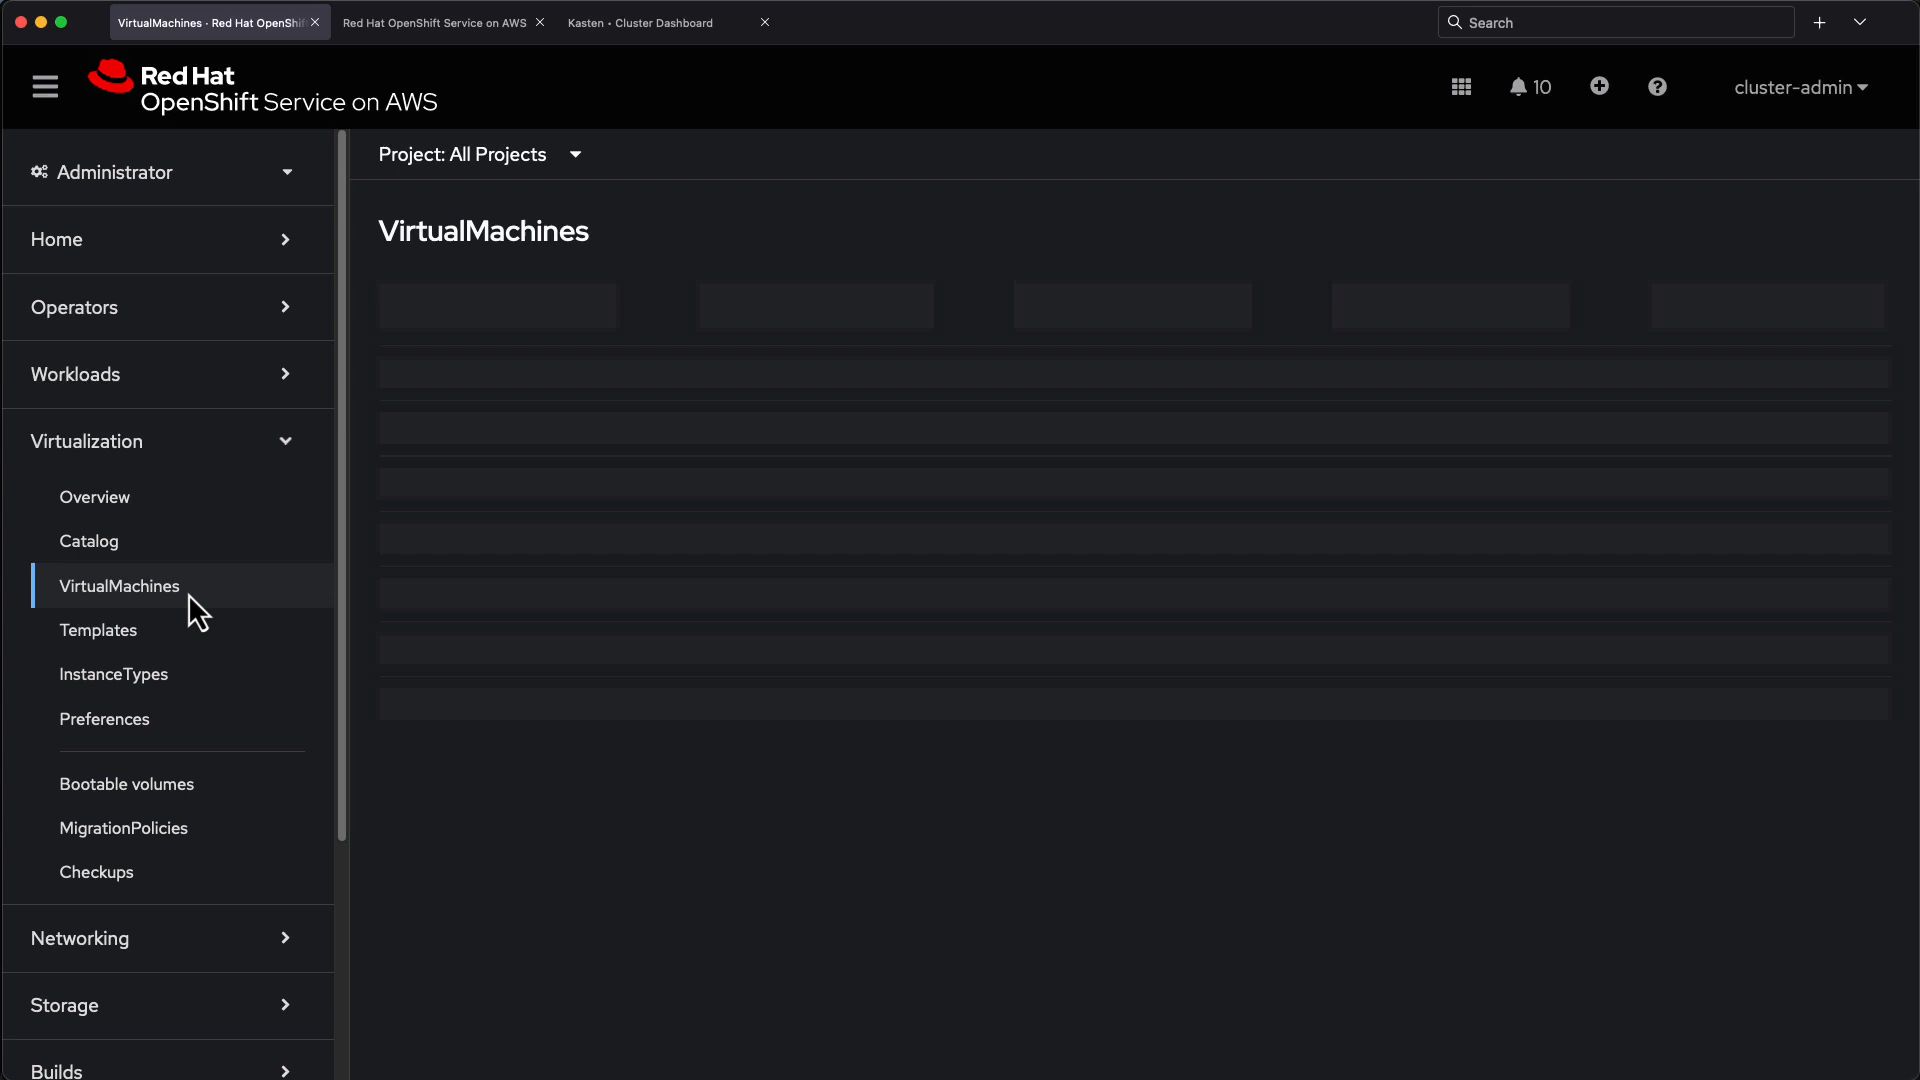 VirtualMachines · Red Hat OpenShif
Red Hat OpenShift Service on AWS
Kasten · Cluster Dashboard
Search
Red Hat
OpenShift Service on AWS
10
cluster-admin
Administrator
Home
Operators
Workloads
Virtualization
Overview
Catalog
VirtualMachines
Templates
InstanceTypes
Preferences
Bootable volumes
MigrationPolicies
Checkups
Networking
Storage
Builds
Project: All Projects
VirtualMachines